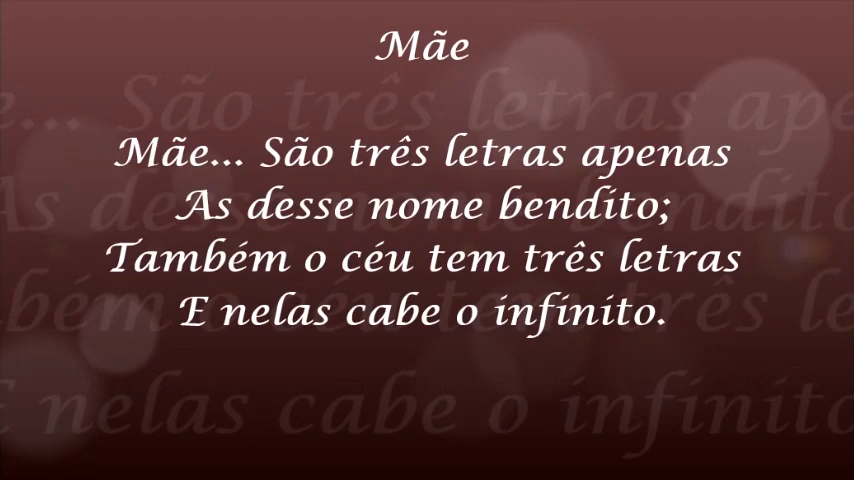 Mãe
Mãe... São três letras apenas
As desse nome bendito;
Também o céu tem três letras
E nelas cabe o infinito.